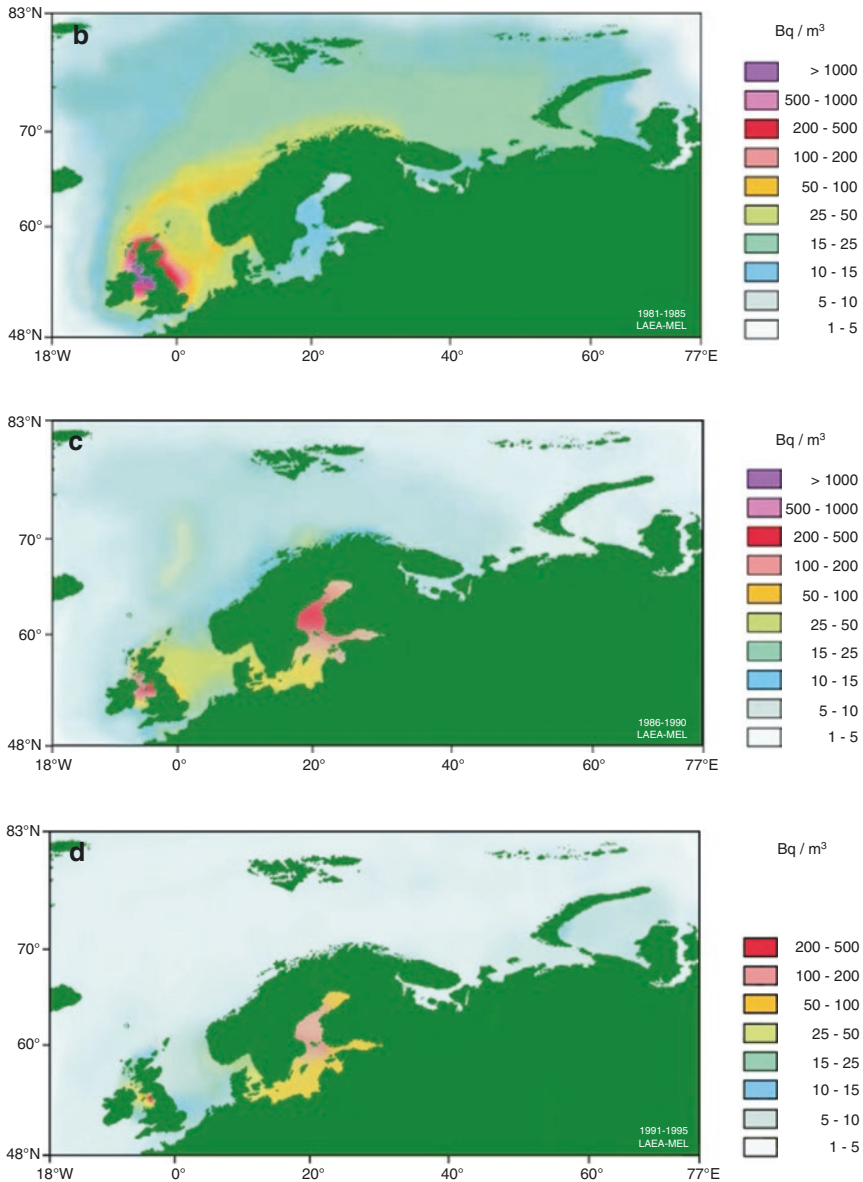 83°N
b
70°
60°
48°N
18°W 0° 20° 40° 60° 77°E
1981-1985
LAEA-MEL
Bq / m³
> 1000
500 - 1000
200 - 500
100 - 200
50 - 100
25 - 50
15 - 25
10 - 15
5 - 10
1 - 5
83°N
c
70°
60°
48°N
18°W 0° 20° 40° 60° 77°E
1986-1990
LAEA-MEL
Bq / m³
> 1000
500 - 1000
200 - 500
100 - 200
50 - 100
25 - 50
15 - 25
10 - 15
5 - 10
1 - 5
83°N
d
70°
60°
48°N
18°W 0° 20° 40° 60° 77°E
1991-1995
LAEA-MEL
Bq / m³
200 - 500
100 - 200
50 - 100
25 - 50
15 - 25
10 - 15
5 - 10
1 - 5